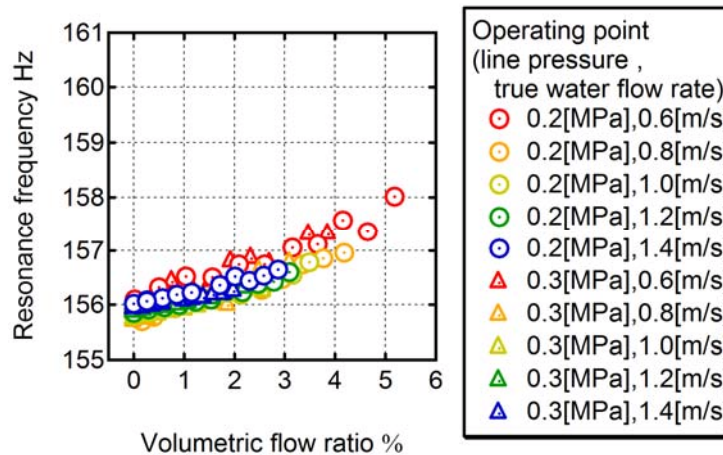 161
160
159
158
157
156
155
Resonance frequency Hz
0 1 2 3 4 5 6
Volumetric flow ratio %
Operating point
(line pressure ,
true water flow rate)
0.2[MPa],0.6[m/s
0.2[MPa],0.8[m/s
0.2[MPa],1.0[m/s
0.2[MPa],1.2[m/s
0.2[MPa],1.4[m/s
0.3[MPa],0.6[m/s
0.3[MPa],0.8[m/s
0.3[MPa],1.0[m/s
0.3[MPa],1.2[m/s
0.3[MPa],1.4[m/s